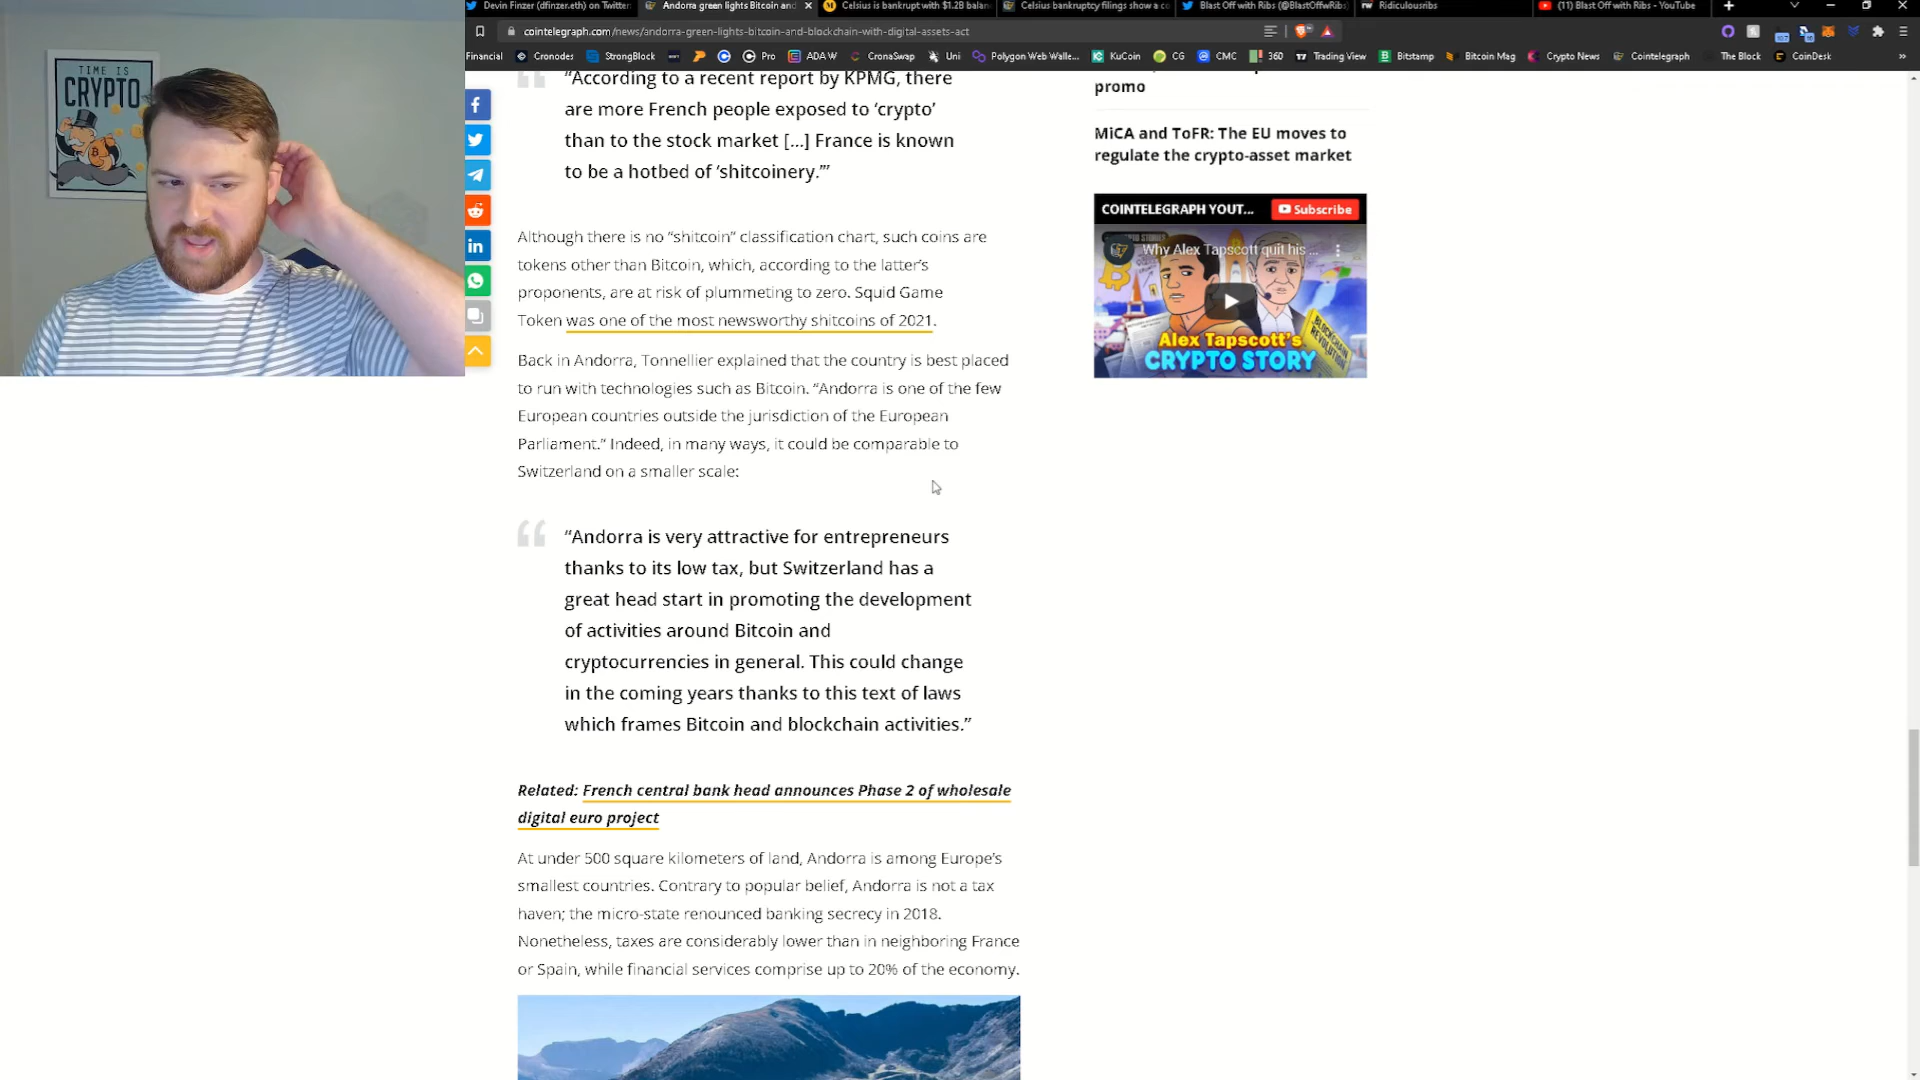 TIME IS
CRYPTO
Devin Finzer (dfinzer.eth) on Twitter
Andorra green lights Bitcoin and
Celsius is bankrupt with $1.2B balan
Celsius bankruptcy filings show a co
Blast Off with Ribs (@BlastOffwRibs
Ridiculousribs
(11) Blast Off with Ribs - YouTube
cointelegraph.com/news/andorra-green-lights-bitcoin-and-blockchain-with-digital-assets-act
Financial
Cronodes
StrongBlock
Pro
ADA W
CronaSwap
Uni
Polygon Web Walle...
KuCoin
CG
CMC
360
Trading View
Bitstamp
Bitcoin Mag
Crypto News
Cointelegraph
The Block
CoinDesk
“According to a recent report by KPMG, there
are more French people exposed to ‘crypto’
than to the stock market [...] France is known
to be a hotbed of ‘shitcoinery.’”
Although there is no “shitcoin” classification chart, such coins are
tokens other than Bitcoin, which, according to the latter’s
proponents, are at risk of plummeting to zero. Squid Game
Token was one of the most newsworthy shitcoins of 2021.
Back in Andorra, Tonnellier explained that the country is best placed
to run with technologies such as Bitcoin. “Andorra is one of the few
European countries outside the jurisdiction of the European
Parliament.” Indeed, in many ways, it could be comparable to
Switzerland on a smaller scale:
“Andorra is very attractive for entrepreneurs
thanks to its low tax, but Switzerland has a
great head start in promoting the development
of activities around Bitcoin and
cryptocurrencies in general. This could change
in the coming years thanks to this text of laws
which frames Bitcoin and blockchain activities.”
Related: French central bank head announces Phase 2 of wholesale
digital euro project
At under 500 square kilometers of land, Andorra is among Europe’s
smallest countries. Contrary to popular belief, Andorra is not a tax
haven; the micro-state renounced banking secrecy in 2018.
Nonetheless, taxes are considerably lower than in neighboring France
or Spain, while financial services comprise up to 20% of the economy.
promo
MiCA and ToFR: The EU moves to
regulate the crypto-asset market
COINTELEGRAPH YOUT...
Subscribe
Why Alex Tapscott quit his ...
BLOCKCHAIN
REVOLUTION
Alex Tapscott's
CRYPTO STORY